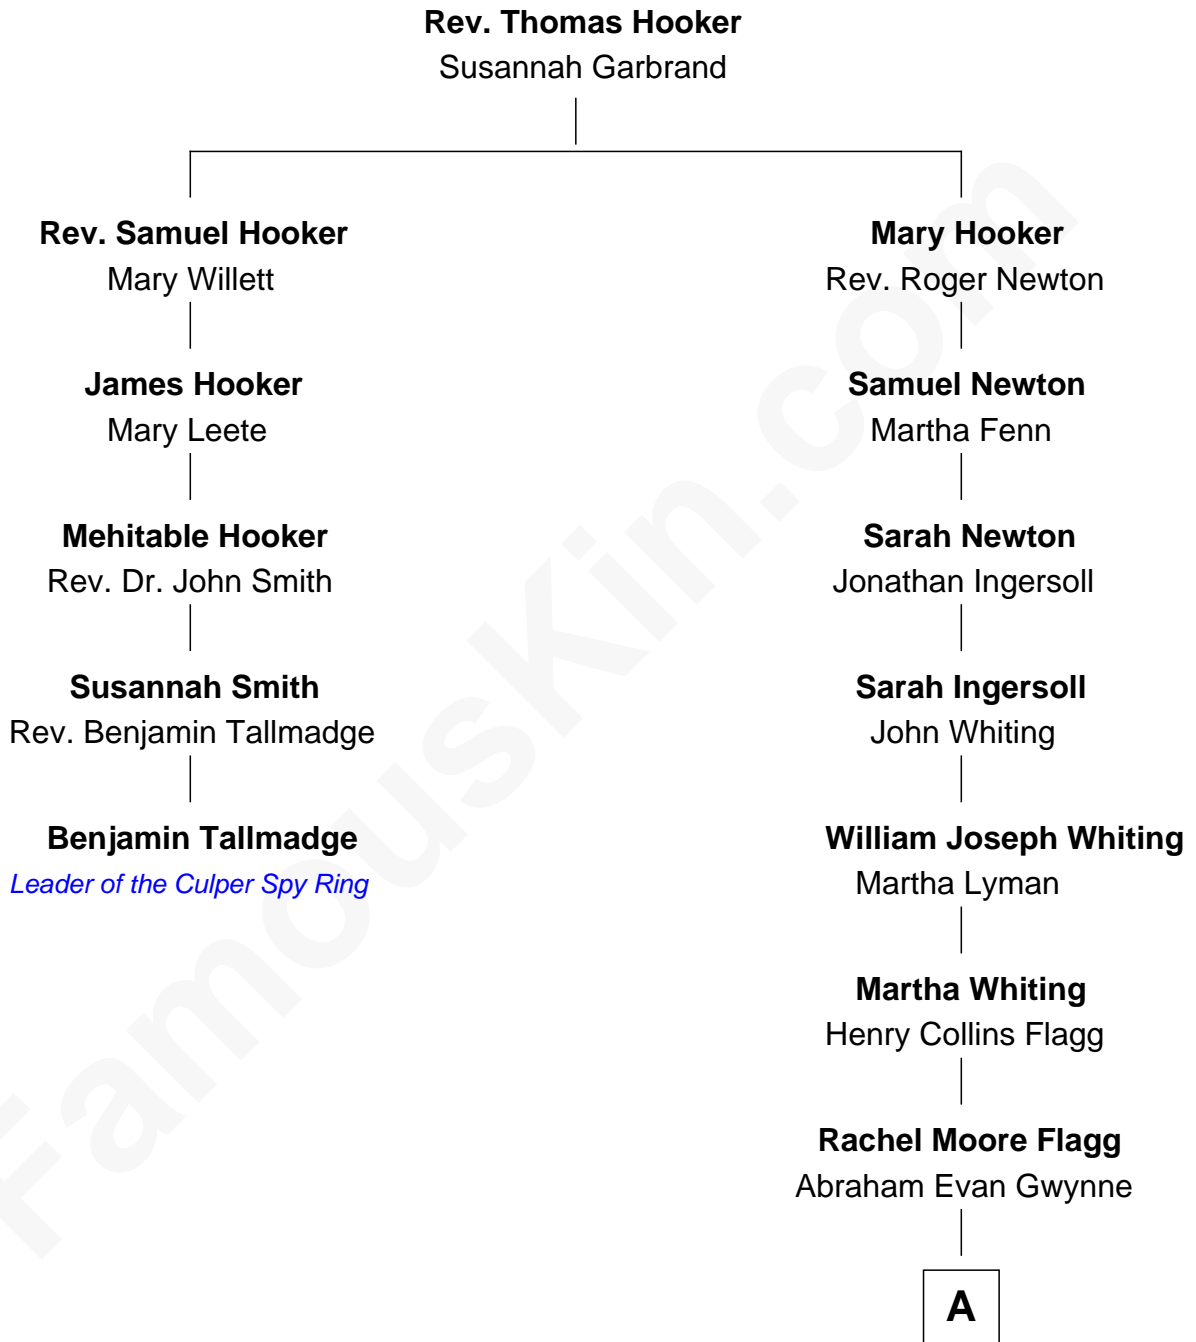 Rev. Thomas Hooker
Susannah Garbrand
Rev. Samuel Hooker
Mary Willett
James Hooker
Mary Leete
Mehitable Hooker
Rev. Dr. John Smith
Susannah Smith
Rev. Benjamin Tallmadge
Benjamin Tallmadge
Leader of the Culper Spy Ring
Mary Hooker
Rev. Roger Newton
Samuel Newton
Martha Fenn
Sarah Newton
Jonathan Ingersoll
Sarah Ingersoll
John Whiting
William Joseph Whiting
Martha Lyman
Martha Whiting
Henry Collins Flagg
Rachel Moore Flagg
Abraham Evan Gwynne
A
FamousKin.com